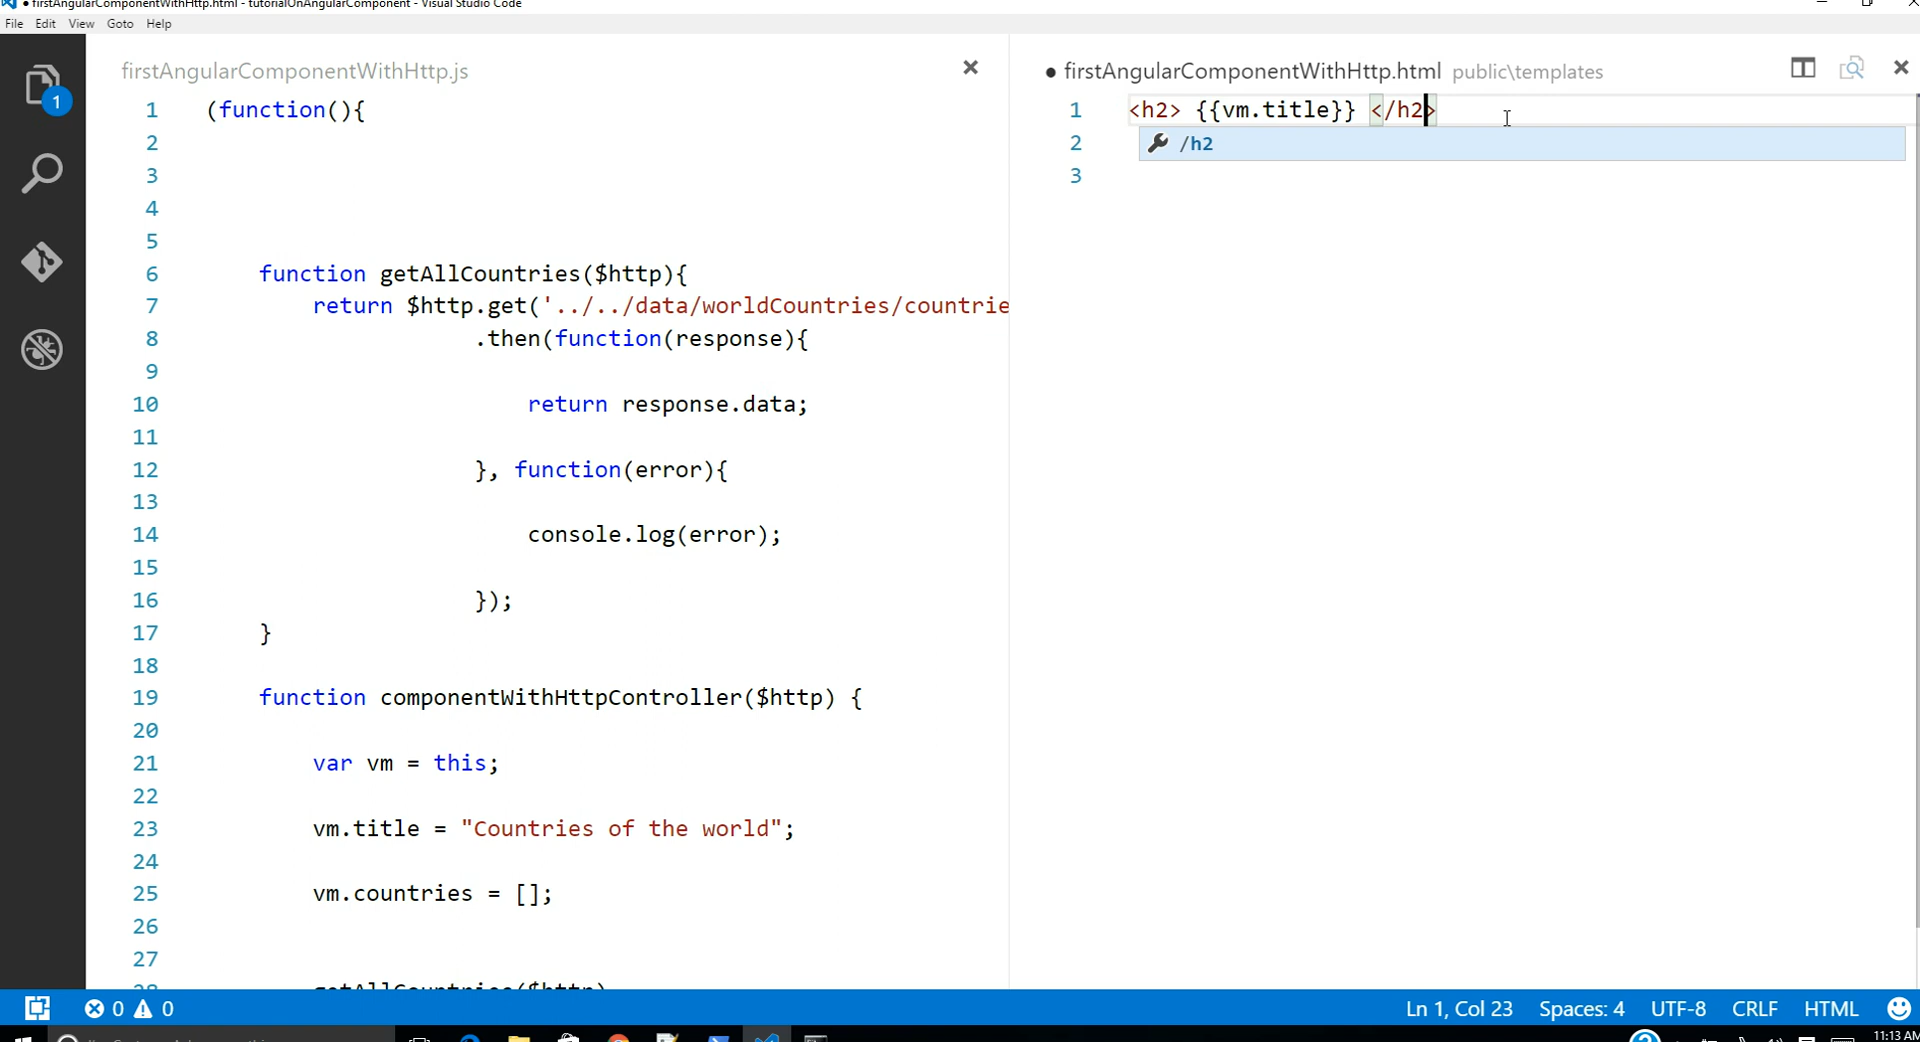 firstAngularComponentWithHttp.html - tutorialOnAngularComponent - Visual Studio Code
File Edit View Goto Help
1
firstAngularComponentWithHttp.js
1 (function(){
2
3
4
5
6 function getAllCountries($http){
7 return $http.get('../../data/worldCountries/countrie
8 .then(function(response){
9
10 return response.data;
11
12 }, function(error){
13
14 console.log(error);
15
16 });
17 }
18
19 function componentWithHttpController($http) {
20
21 var vm = this;
22
23 vm.title = "Countries of the world";
24
25 vm.countries = [];
26
27
28 getAllCountries($http)
● firstAngularComponentWithHttp.html public\templates
1 <h2> {{vm.title}} </h2>
2 /h2
3
0 0
Ln 1, Col 23 Spaces: 4 UTF-8 CRLF HTML
11:13 AM